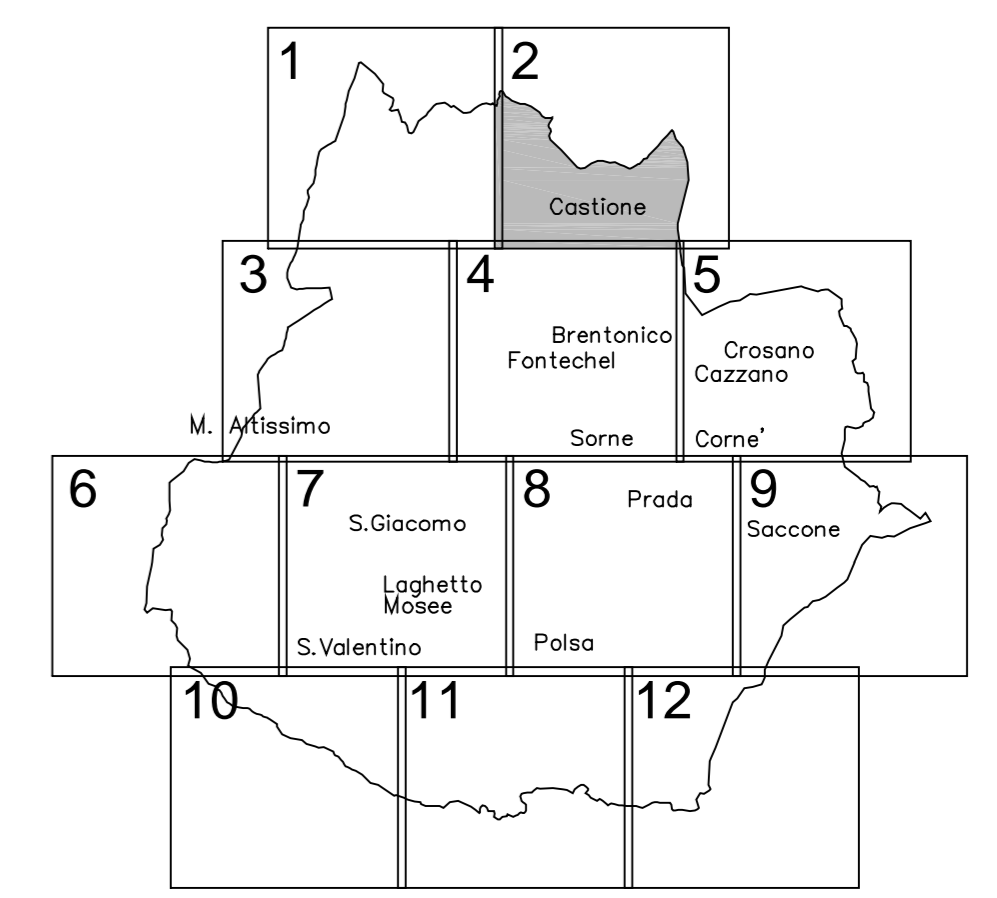 1
2
Castione
3
4
5
Brentonico
Fontechel
Crosano
Cazzano
M. Altissimo
Sorne
Corne'
6
7
8
9
Prada
S.Giacomo
Saccone
Laghetto
Mosee
S.Valentino
Polsa
10
11
12